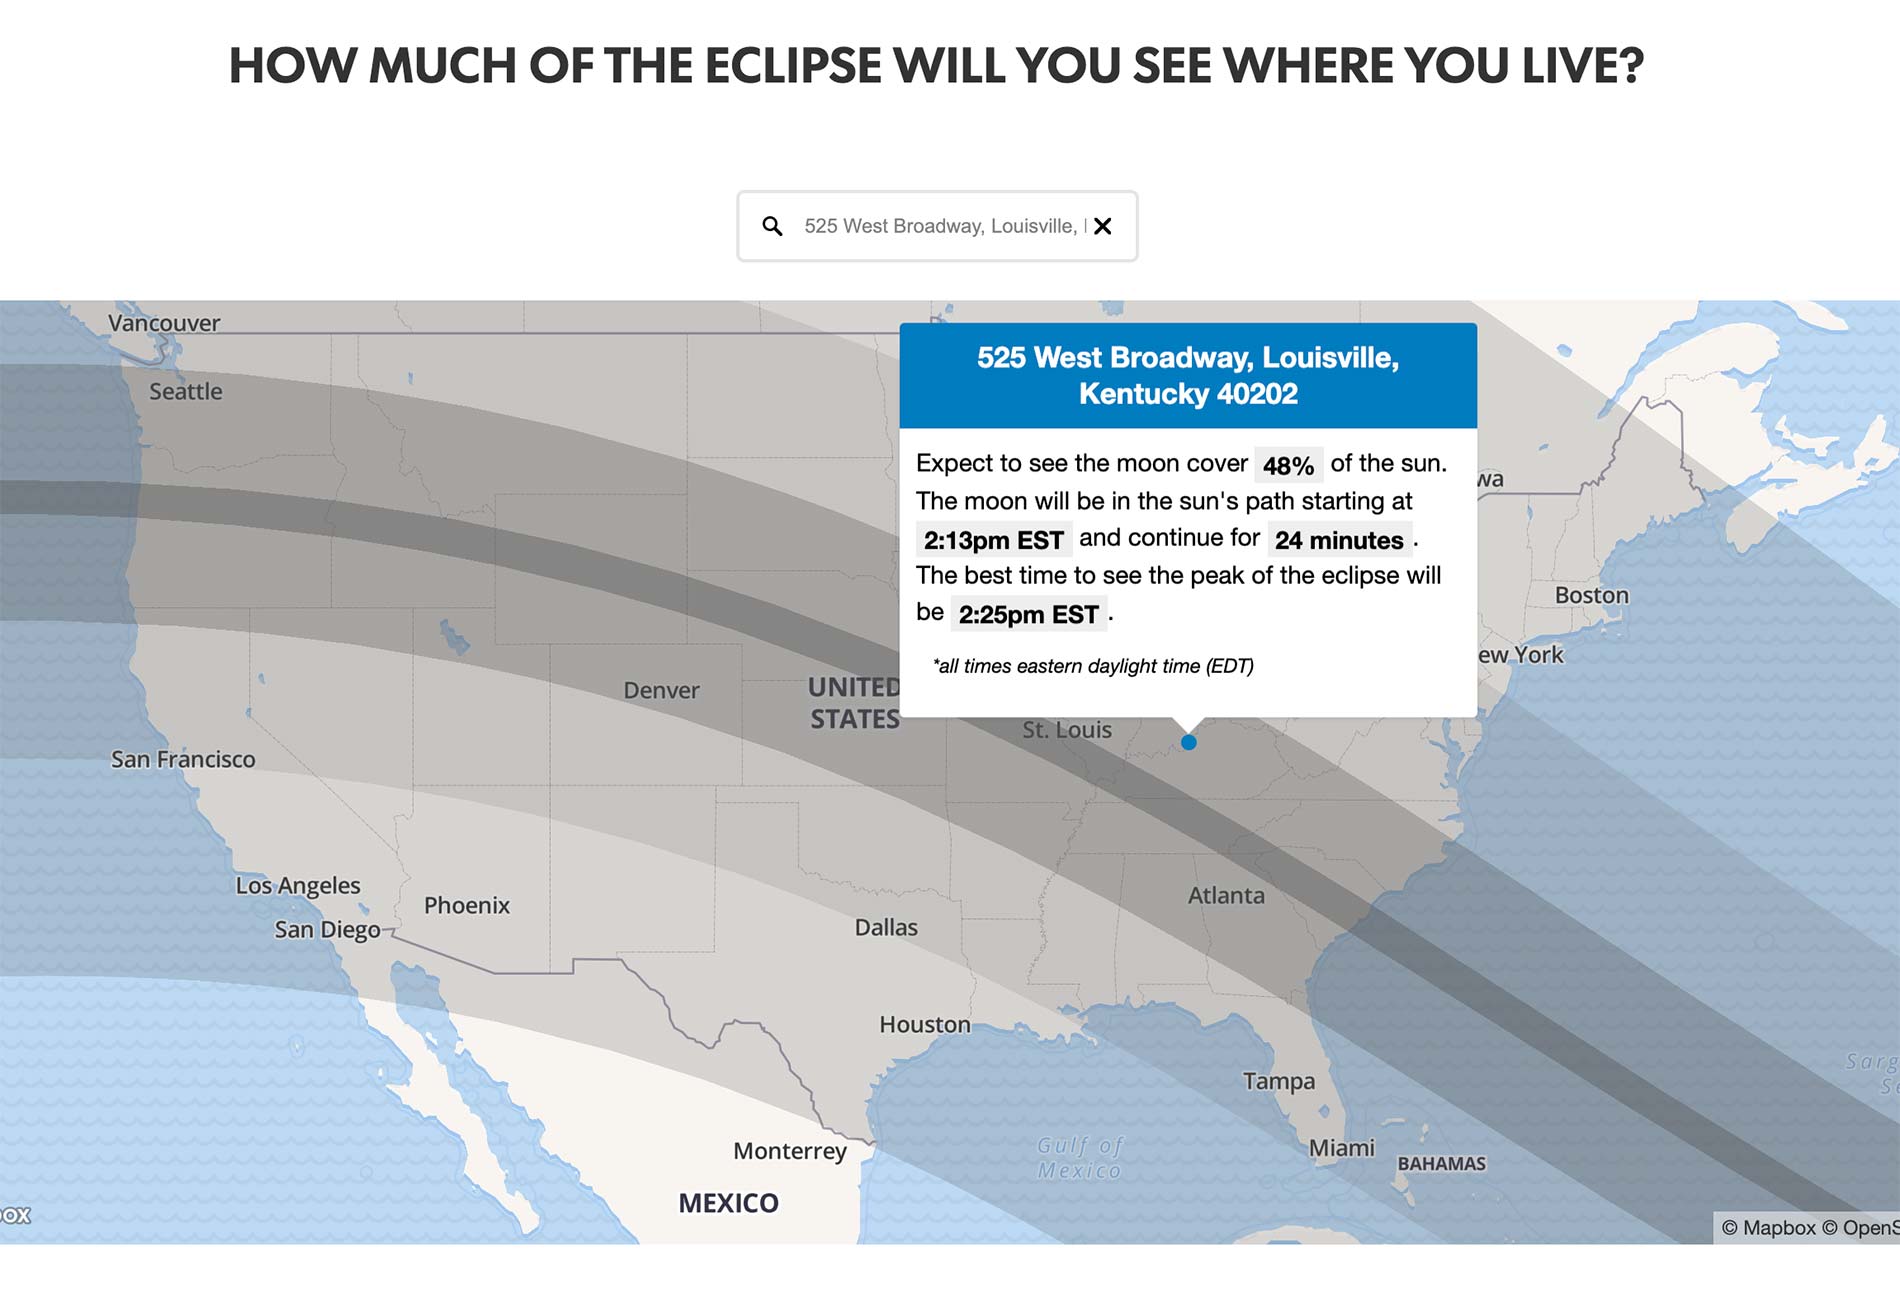 HOW MUCH OF THE ECLIPSE WILL YOU SEE WHERE YOU LIVE?
525 West Broadway, Louisville,
Vancouver
Seattle
525 West Broadway, Louisville,
Kentucky 40202
Expect to see the moon cover 48% of the sun.
The moon will be in the sun's path starting at
2:13pm EST and continue for 24 minutes.
The best time to see the peak of the eclipse will
be 2:25pm EST.
*all times eastern daylight time (EDT)
wa
Boston
ew York
Denver
UNITED
STATES
St. Louis
San Francisco
Los Angeles
Phoenix
San Diego
Atlanta
Dallas
Houston
Tampa
Sarg
S
Miami
BAHAMAS
Gulf of
Mexico
Monterrey
MEXICO
box
© Mapbox © OpenS